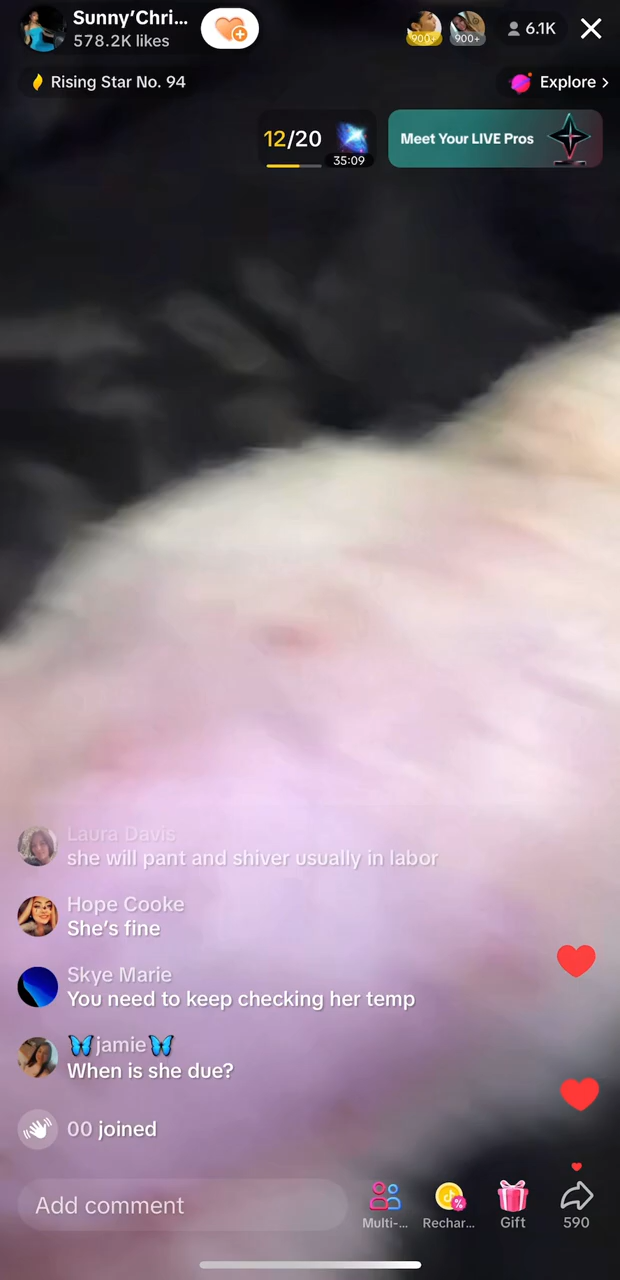 Sunny’Chri...
578.2K likes
900+
900+
6.1K
Rising Star No. 94
Explore
12/20
35:09
Meet Your LIVE Pros
Laura Davis
she will pant and shiver usually in labor
Hope Cooke
She’s fine
Skye Marie
You need to keep checking her temp
🦋jamie🦋
When is she due?
00 joined
Add comment
Multi-...
Rechar...
Gift
590